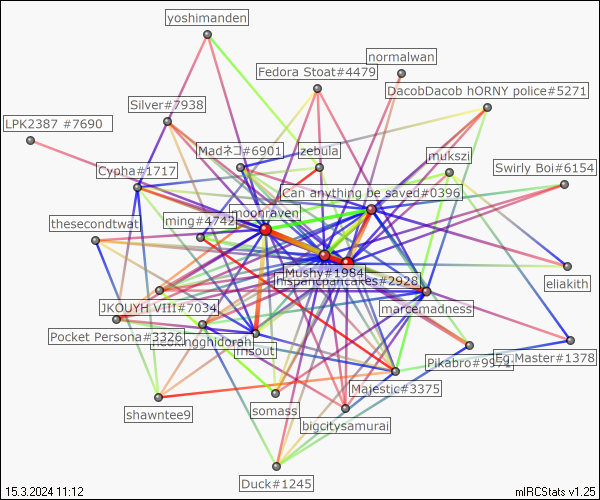 yoshimanden
normalwan
Fedora Stoat#4479
DacobDacob hORNY police#5271
Silver#7938
LPK2387 #7690
Madネコ#6901
zebula
mukszi
Cypha#1717
Swirly Boi#6154
Can anything be saved#0396
ming#4742
moonraven
thesecondtwat
Mushy#1984
hispanicpancakes#2928
eliakith
JKOUYH VIII#7034
marcemadness
Pocket Persona#3326
rinsout
Pikabro#9971
Eg.Master#1378
Majestic#3375
shawntee9
somass
bigcitysamurai
Duck#1245
15.3.2024 11:12
mIRCStats v1.25